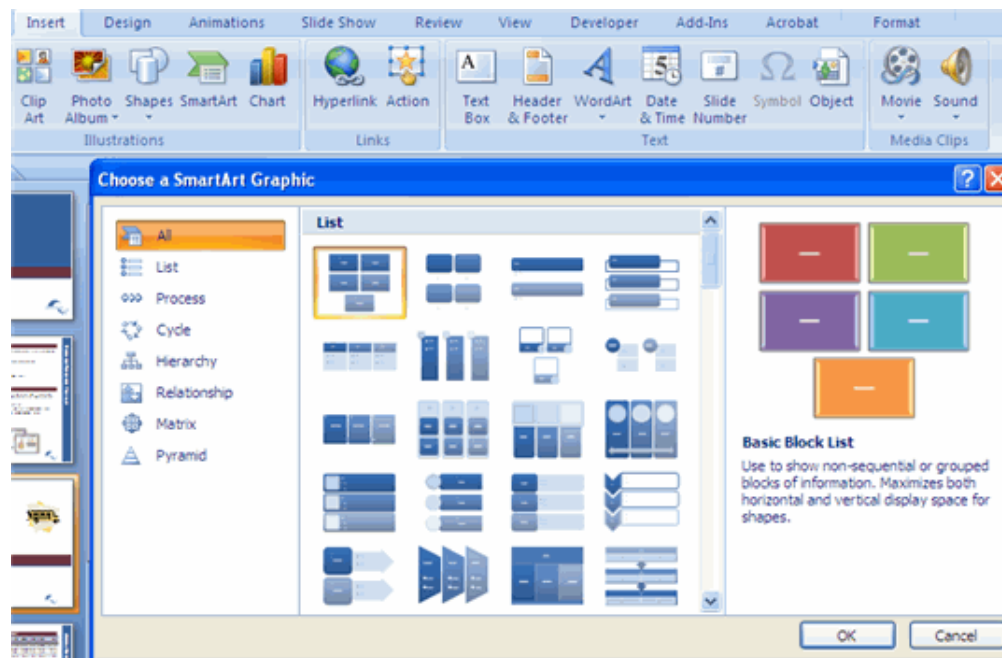 Insert Design Animations Slide Show Review View Developer Add-Ins Acrobat Format
Clip Art
Photo Album
Shapes
SmartArt
Chart
Hyperlink
Action
Text Box
Header & Footer
WordArt
Date & Time
Slide Number
Symbol
Object
Movie
Sound
Illustrations
Links
Text
Media Clips
Choose a SmartArt Graphic
All
List
Process
Cycle
Hierarchy
Relationship
Matrix
Pyramid
List
Basic Block List
Use to show non-sequential or grouped
blocks of information. Maximizes both
horizontal and vertical display space for
shapes.
OK
Cancel